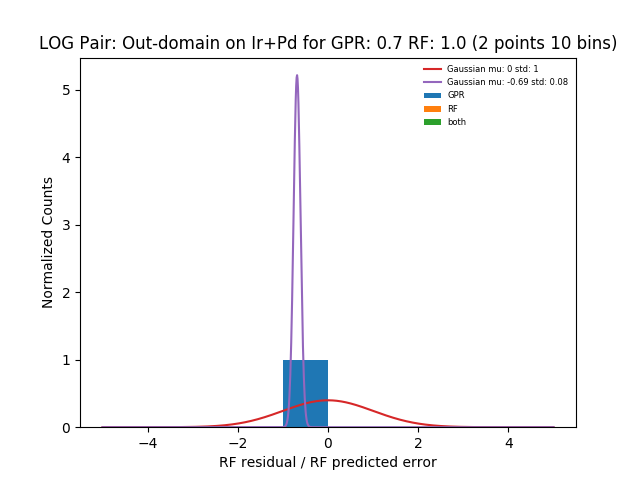 LOG Pair: Out-domain on Ir+Pd for GPR: 0.7 RF: 1.0 (2 points 10 bins)
Gaussian mu: 0 std: 1
Gaussian mu: -0.69 std: 0.08
GPR
RF
both
Normalized Counts
5
4
3
2
1
0
−4 −2 0 2 4
RF residual / RF predicted error